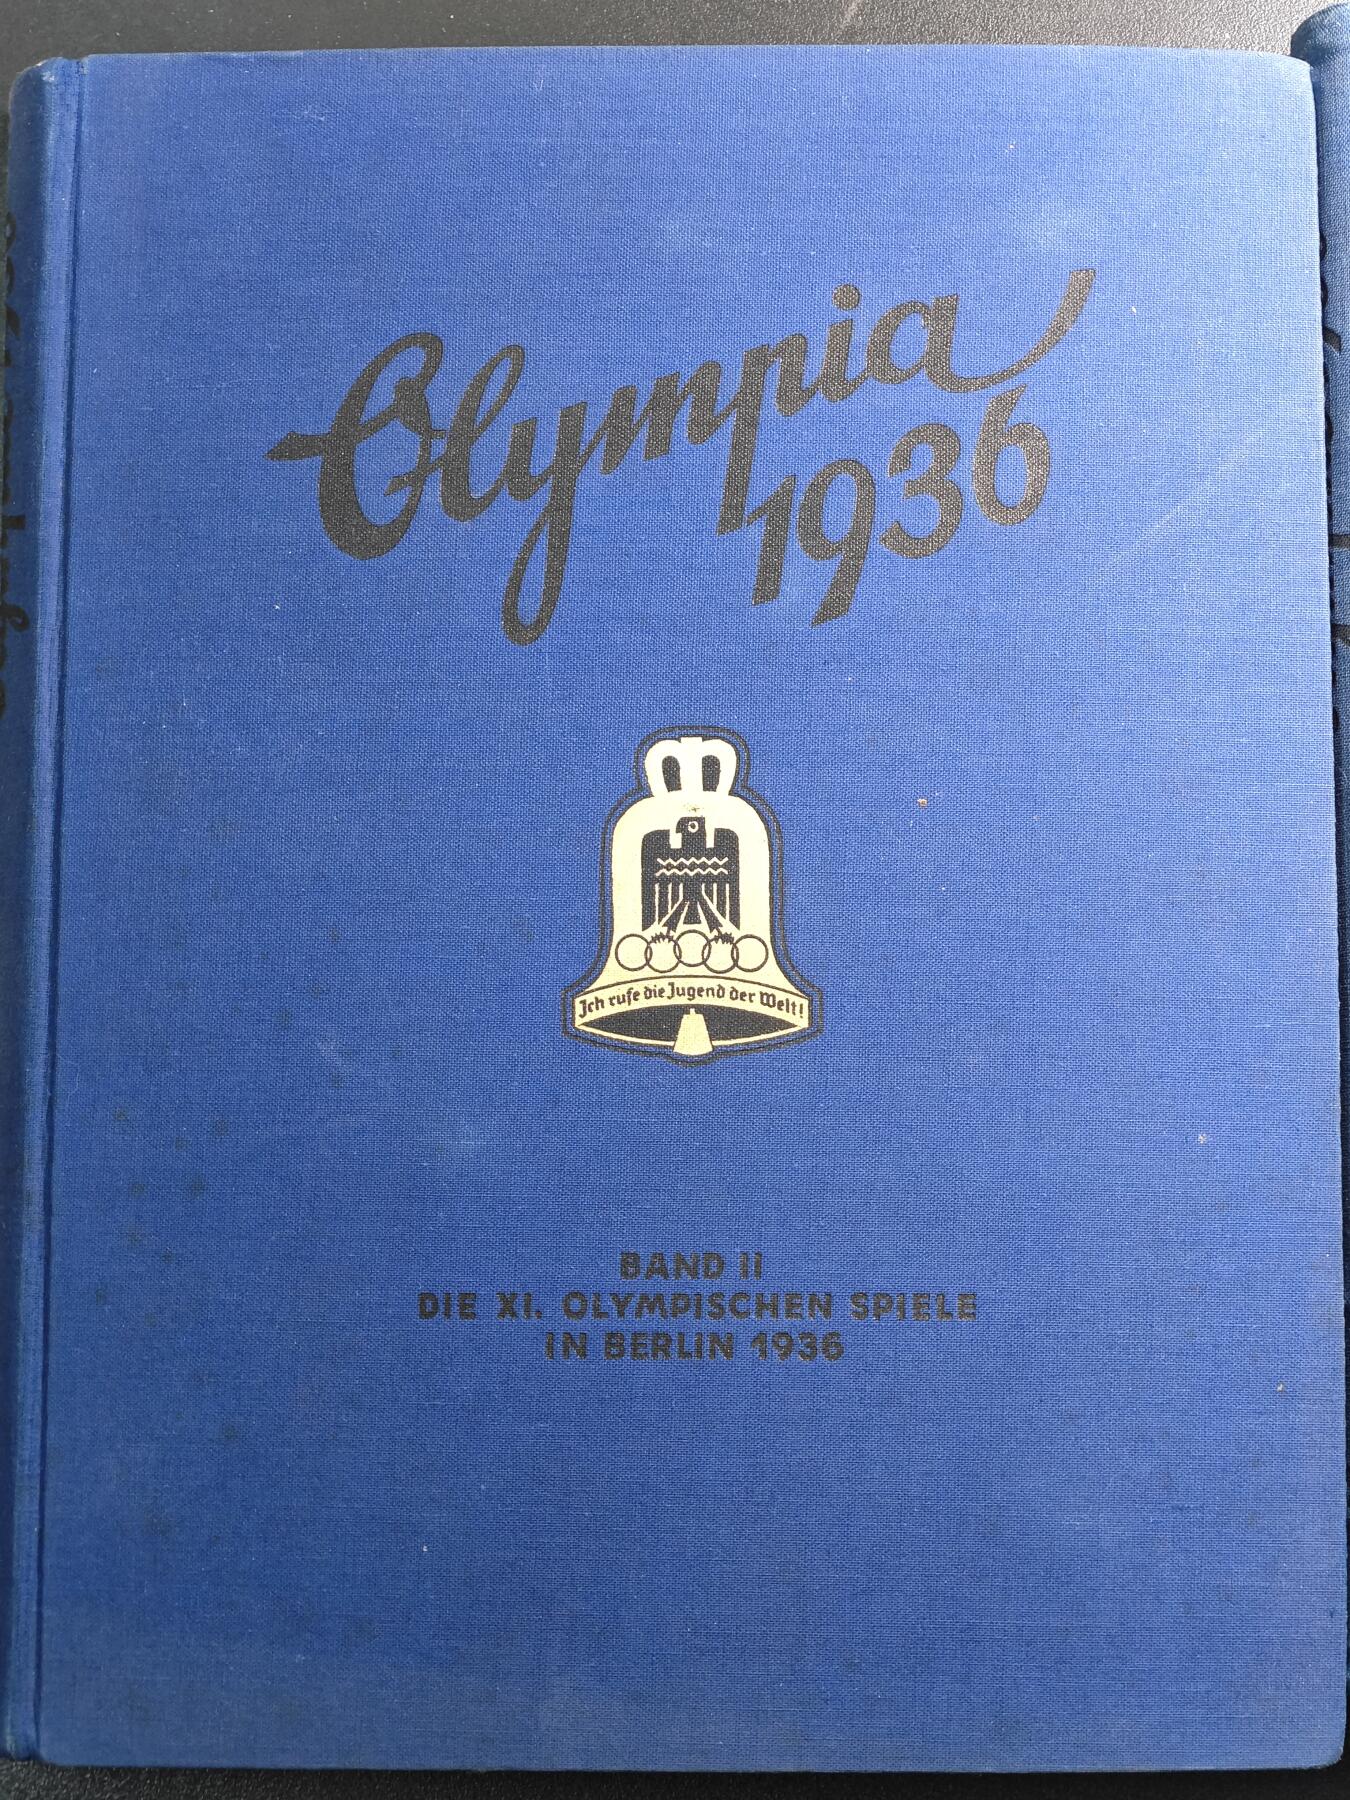 Olympia
1936
Ich rufe die Jugend der Welt!
BAND II
DIE XI. OLYMPISCHEN SPIELE
IN BERLIN 1936